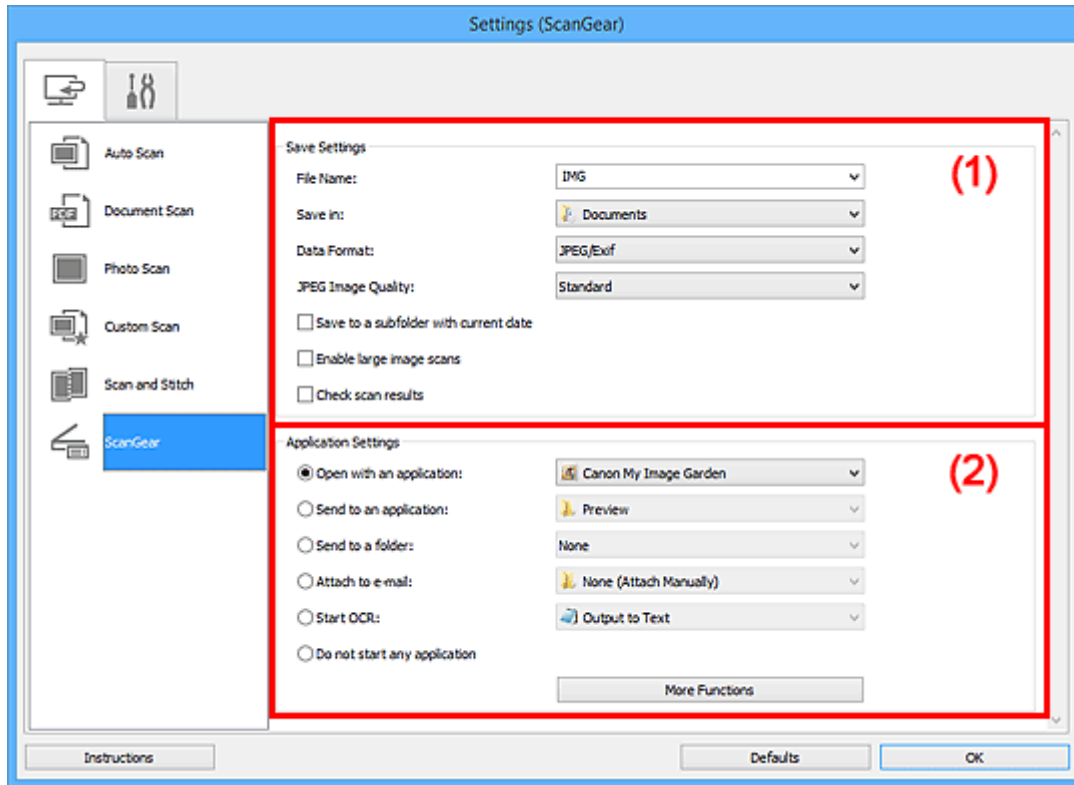 Settings (ScanGear)
Auto Scan
Document Scan
Photo Scan
Custom Scan
Scan and Stitch
ScanGear
Save Settings
(1)
File Name: IMG
Save in: Documents
Data Format: JPEG/Exif
JPEG Image Quality: Standard
Save to a subfolder with current date
Enable large image scans
Check scan results
Application Settings
(2)
Open with an application: Canon My Image Garden
Send to an application: Preview
Send to a folder: None
Attach to e-mail: None (Attach Manually)
Start OCR: Output to Text
Do not start any application
More Functions
Instructions Defaults OK